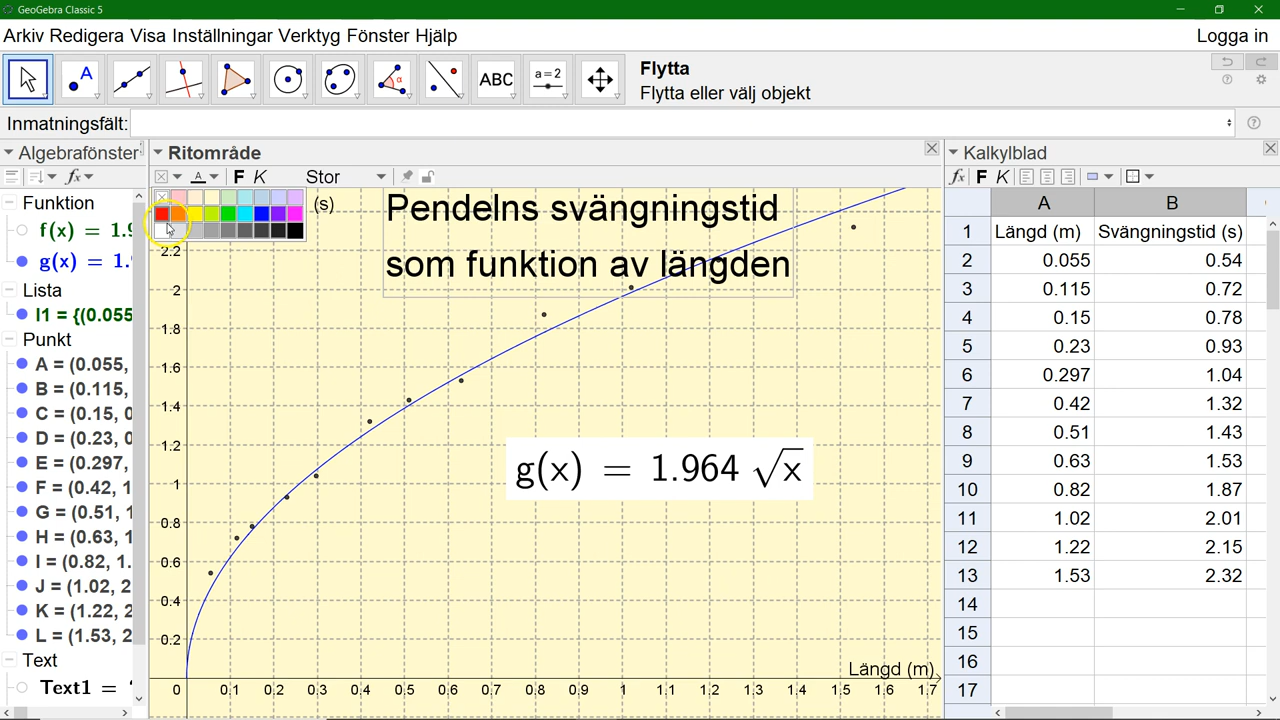 GeoGebra Classic 5
Arkiv Redigera Visa Inställningar Verktyg Fönster Hjälp
Logga in
A
α
ABC
a=2
Flytta
Flytta eller välj objekt
Inmatningsfält:
Algebrafönster
Ritområde
Kalkylblad
fx
A
F K
Stor
fx
F K
Funktion
f(x) = 1.9
g(x) = 1.
Lista
l1 = {(0.055
Punkt
A = (0.055,
B = (0.115,
C = (0.15, 0
D = (0.23, 0
E = (0.297,
F = (0.42, 1
G = (0.51, 1
H = (0.63, 1
I = (0.82, 1.
J = (1.02, 2
K = (1.22, 2
L = (1.53, 2
Text
Text1 =
(s)
Pendelns svängningstid
som funktion av längden
2.2
2
1.8
1.6
1.4
1.2
1
0.8
0.6
0.4
0.2
g(x) = 1.964 √x
Längd (m)
0 0.1 0.2 0.3 0.4 0.5 0.6 0.7 0.8 0.9 1 1.1 1.2 1.3 1.4 1.5 1.6 1.7
A B
1 Längd (m) Svängningstid (s)
2 0.055 0.54
3 0.115 0.72
4 0.15 0.78
5 0.23 0.93
6 0.297 1.04
7 0.42 1.32
8 0.51 1.43
9 0.63 1.53
10 0.82 1.87
11 1.02 2.01
12 1.22 2.15
13 1.53 2.32
14
15
16
17